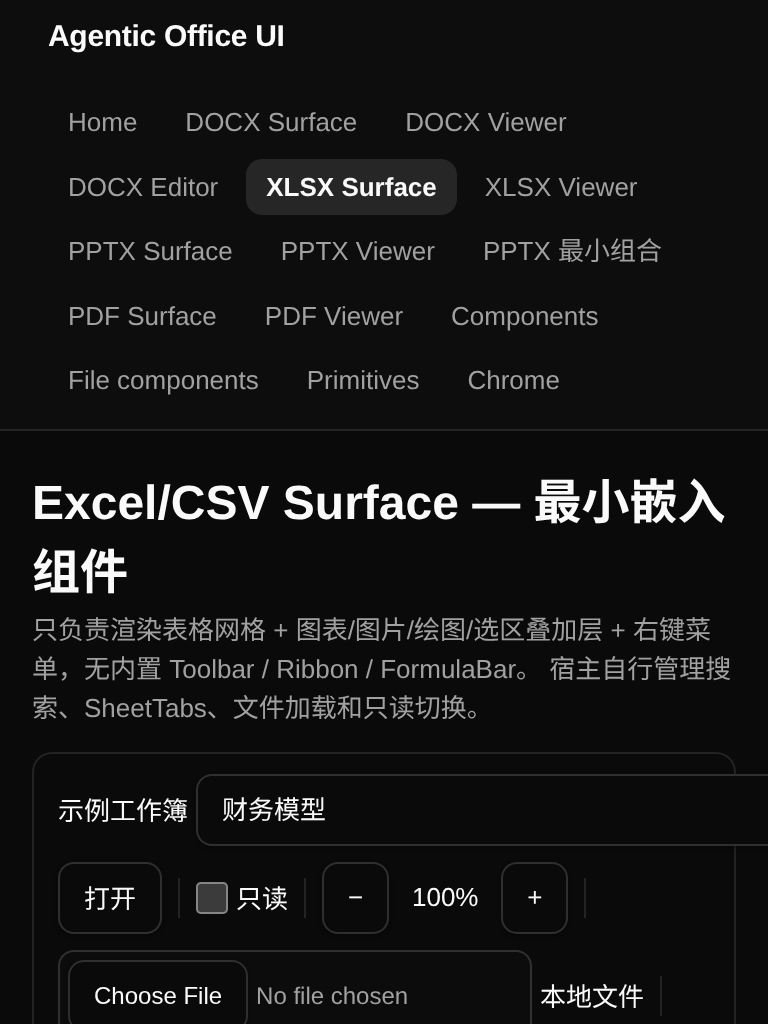 Agentic Office UI
Home DOCX Surface DOCX Viewer
DOCX Editor XLSX Surface XLSX Viewer
PPTX Surface PPTX Viewer PPTX 最小组合
PDF Surface PDF Viewer Components
File components Primitives Chrome
Excel/CSV Surface — 最小嵌入
组件
只负责渲染表格网格 + 图表/图片/绘图/选区叠加层 + 右键菜
单，无内置 Toolbar / Ribbon / FormulaBar。 宿主自行管理搜
索、SheetTabs、文件加载和只读切换。
示例工作簿 财务模型
打开 只读 − 100% +
Choose File No file chosen 本地文件